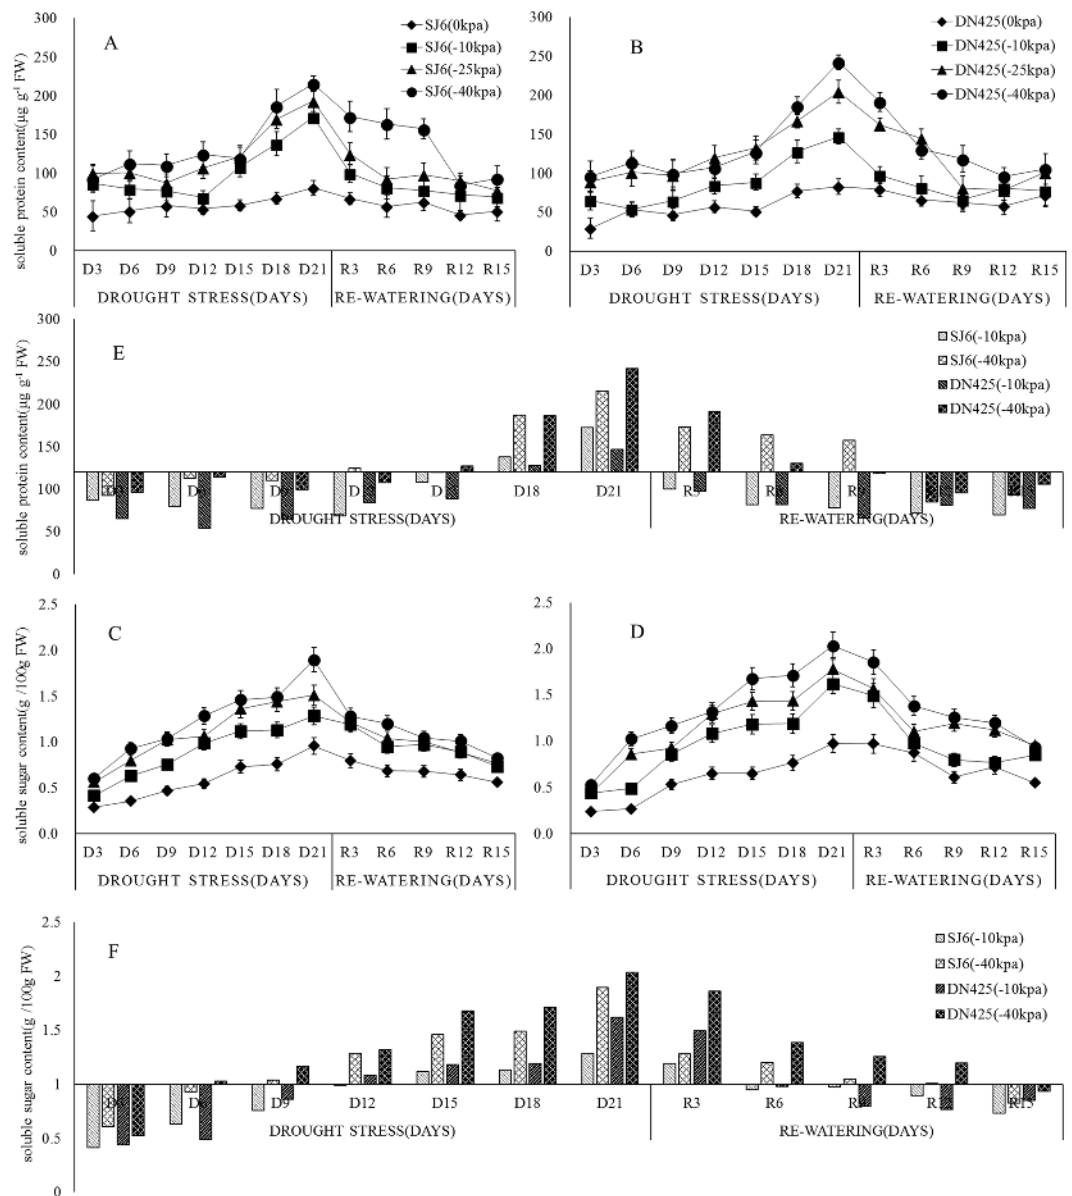 A
soluble protein content(µg g⁻¹ FW)
300
250
200
150
100
50
0
SJ6(0kpa)
SJ6(-10kpa)
SJ6(-25kpa)
SJ6(-40kpa)
D3 D6 D9 D12 D15 D18 D21 R3 R6 R9 R12 R15
DROUGHT STRESS(DAYS) RE-WATERING(DAYS)
B
300
250
200
150
100
50
0
DN425(0kpa)
DN425(-10kpa)
DN425(-25kpa)
DN425(-40kpa)
D3 D6 D9 D12 D15 D18 D21 R3 R6 R9 R12 R15
DROUGHT STRESS(DAYS) RE-WATERING(DAYS)
E
soluble protein content(µg g⁻¹ FW)
300
250
200
150
100
50
0
SJ6(-10kpa)
SJ6(-40kpa)
DN425(-10kpa)
DN425(-40kpa)
D18 D21
DROUGHT STRESS(DAYS) RE-WATERING(DAYS)
C
soluble sugar content(g /100g FW)
2.5
2.0
1.5
1.0
0.5
0.0
D3 D6 D9 D12 D15 D18 D21 R3 R6 R9 R12 R15
DROUGHT STRESS(DAYS) RE-WATERING(DAYS)
D
2.5
2.0
1.5
1.0
0.5
0.0
D3 D6 D9 D12 D15 D18 D21 R3 R6 R9 R12 R15
DROUGHT STRESS(DAYS) RE-WATERING(DAYS)
F
soluble sugar content(g /100g FW)
2.5
2
1.5
1
0.5
0
SJ6(-10kpa)
SJ6(-40kpa)
DN425(-10kpa)
DN425(-40kpa)
D9 D12 D15 D18 D21 R3 R6 R15
DROUGHT STRESS(DAYS) RE-WATERING(DAYS)